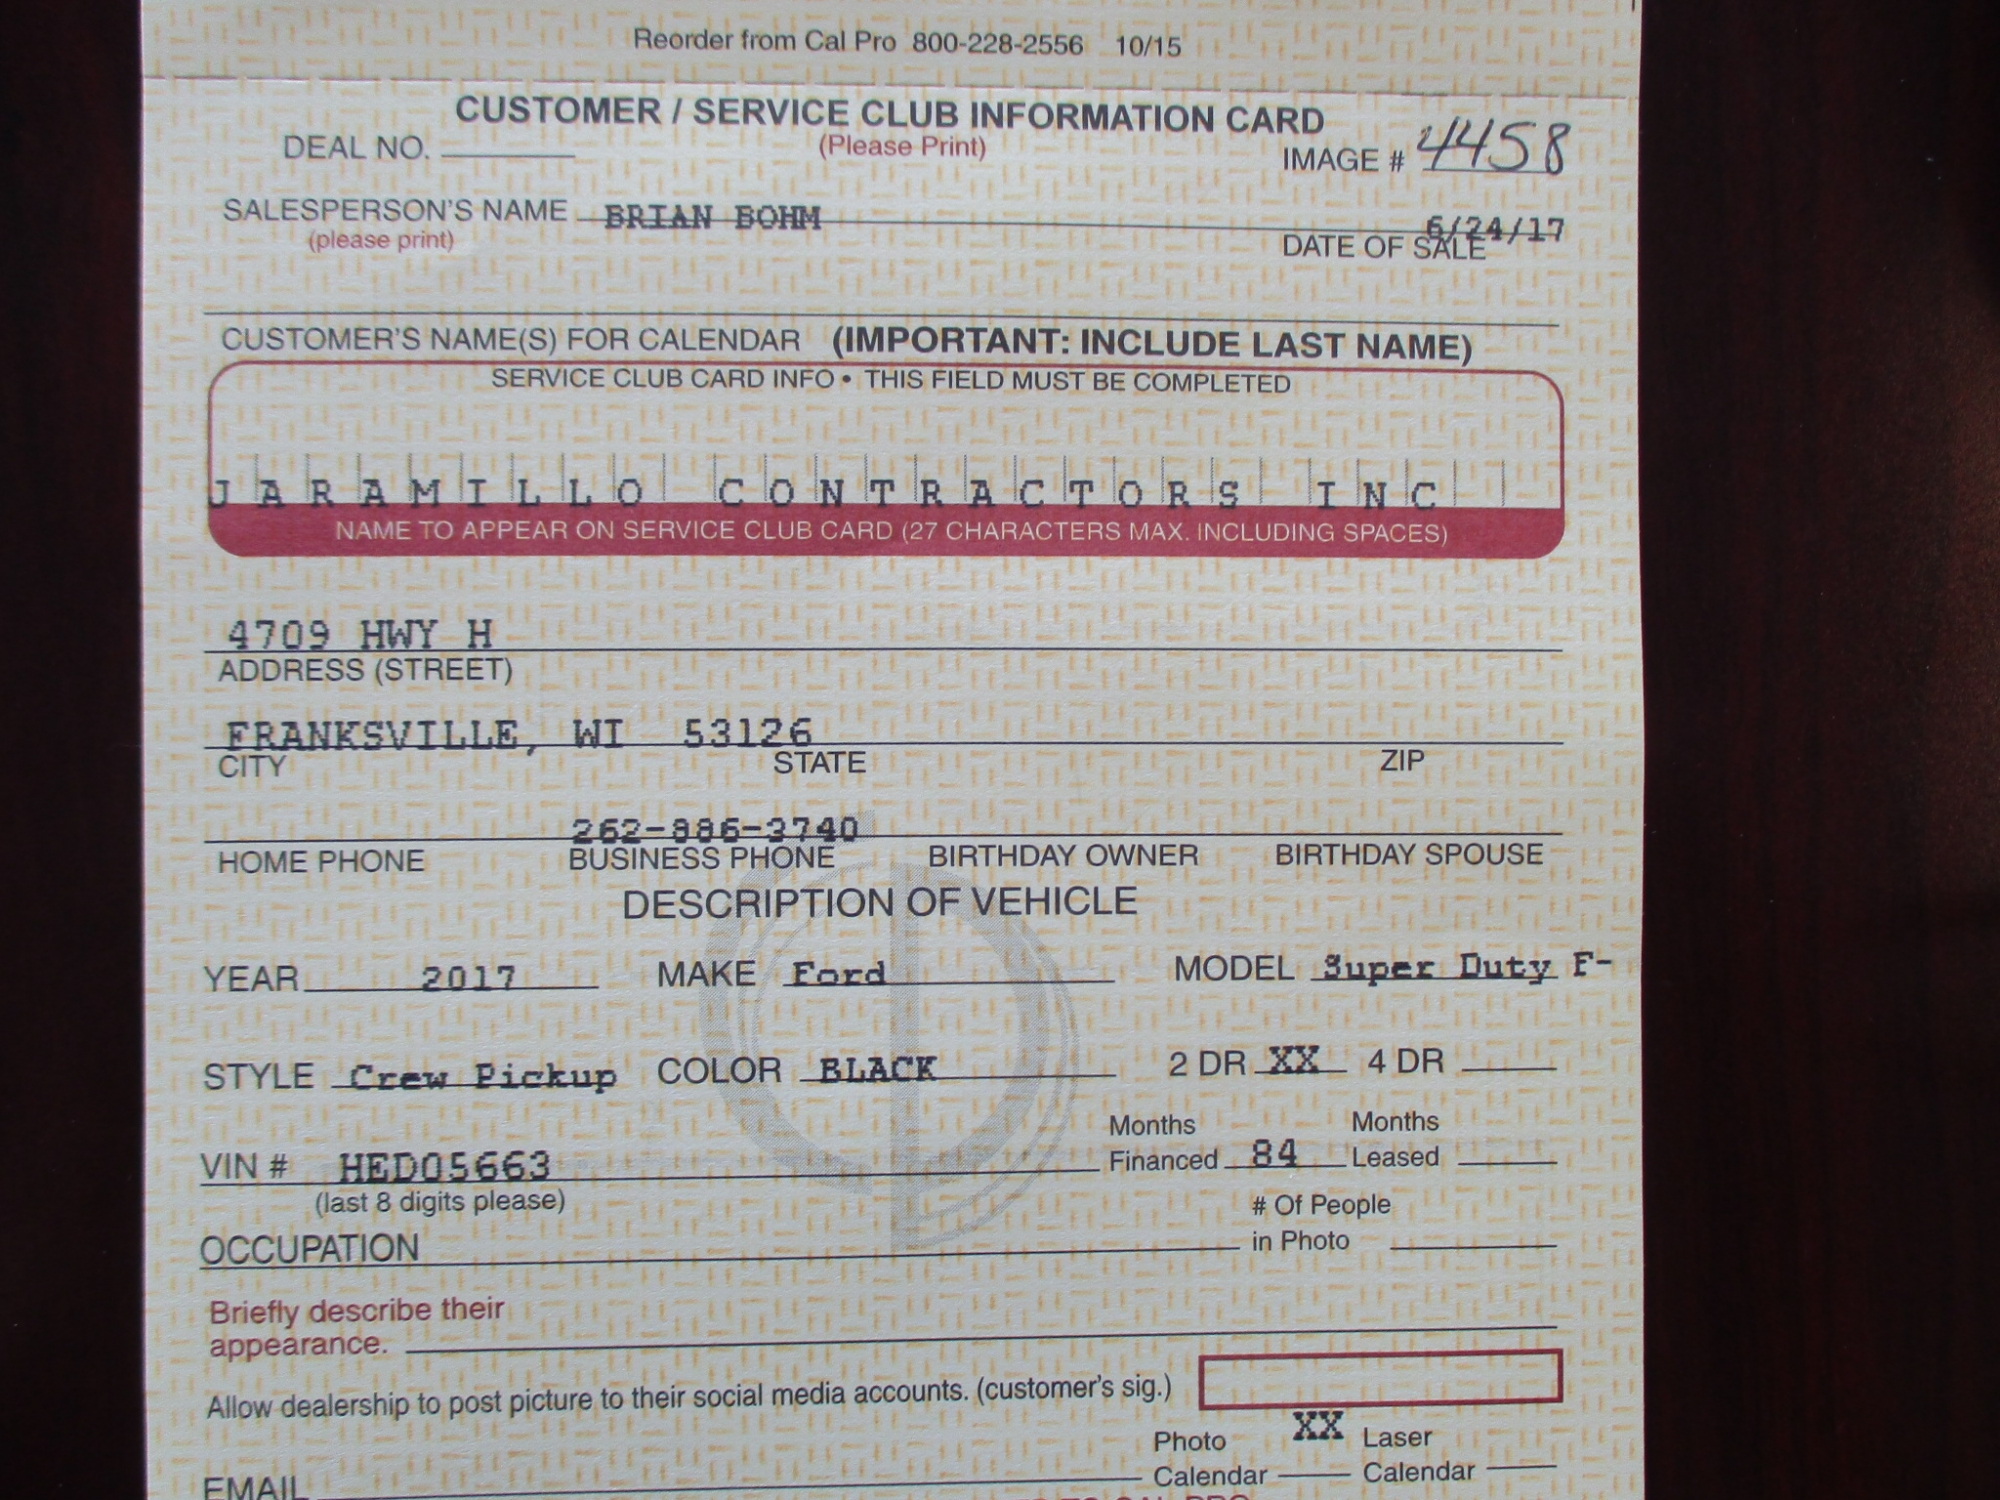 Reorder from Cal Pro 800-228-2556 10/15
CUSTOMER / SERVICE CLUB INFORMATION CARD
DEAL NO. (Please Print) IMAGE # 4458
SALESPERSON'S NAME BRIAN BOHM
(please print) DATE OF SALE 6/24/17
CUSTOMER'S NAME(S) FOR CALENDAR (IMPORTANT: INCLUDE LAST NAME)
SERVICE CLUB CARD INFO • THIS FIELD MUST BE COMPLETED
JARAMILLO CONTRACTORS INC
NAME TO APPEAR ON SERVICE CLUB CARD (27 CHARACTERS MAX. INCLUDING SPACES)
4709 HWY H
ADDRESS (STREET)
FRANKSVILLE, WI 53126
CITY STATE ZIP
262-886-3740
HOME PHONE BUSINESS PHONE BIRTHDAY OWNER BIRTHDAY SPOUSE
DESCRIPTION OF VEHICLE
YEAR 2017 MAKE Ford MODEL Super Duty F-
STYLE Crew Pickup COLOR BLACK 2 DR XX 4 DR
Months Months
VIN # HED05663 Financed 84 Leased
(last 8 digits please) # Of People
OCCUPATION in Photo
Briefly describe their
appearance.
Allow dealership to post picture to their social media accounts. (customer's sig.)
Photo XX Laser
EMAIL Calendar Calendar